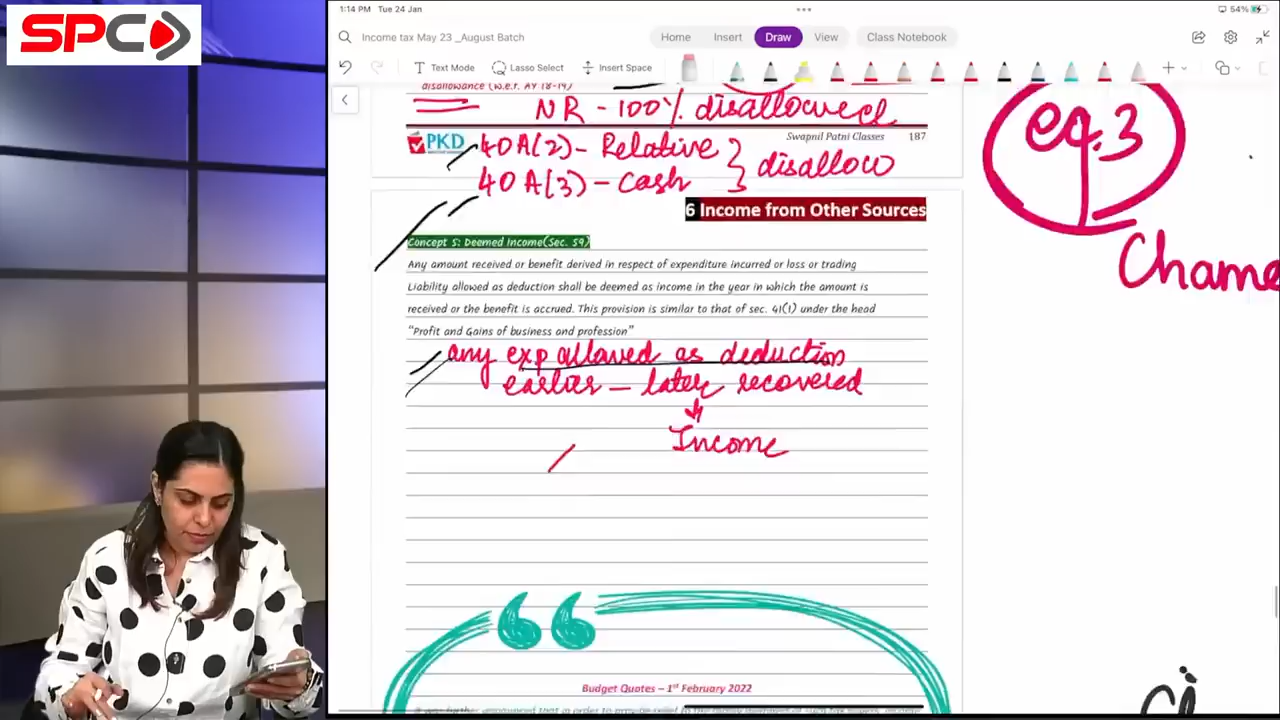 SPC
1:14 PM Tue 24 Jan
54%
Income tax May 23 _August Batch
Home Insert Draw View Class Notebook
Text Mode Lasso Select Insert Space
disallowance (w.e.f. AY 18-19)
NR - 100% disallowed
PKD
Swapnil Patni Classes 187
40A(2) - Relative
40A(3) - cash
disallow
eg.3
Chame
6 Income from Other Sources
Concept 5: Deemed Income(Sec. 59)
Any amount received or benefit derived in respect of expenditure incurred or loss or trading
Liability allowed as deduction shall be deemed as income in the year in which the amount is
received or the benefit is accrued. This provision is similar to that of sec. 41(1) under the head
"Profit and Gains of business and profession"
any exp allowed as deduction
earlier - later recovered
Income
Budget Quotes – 1st February 2022